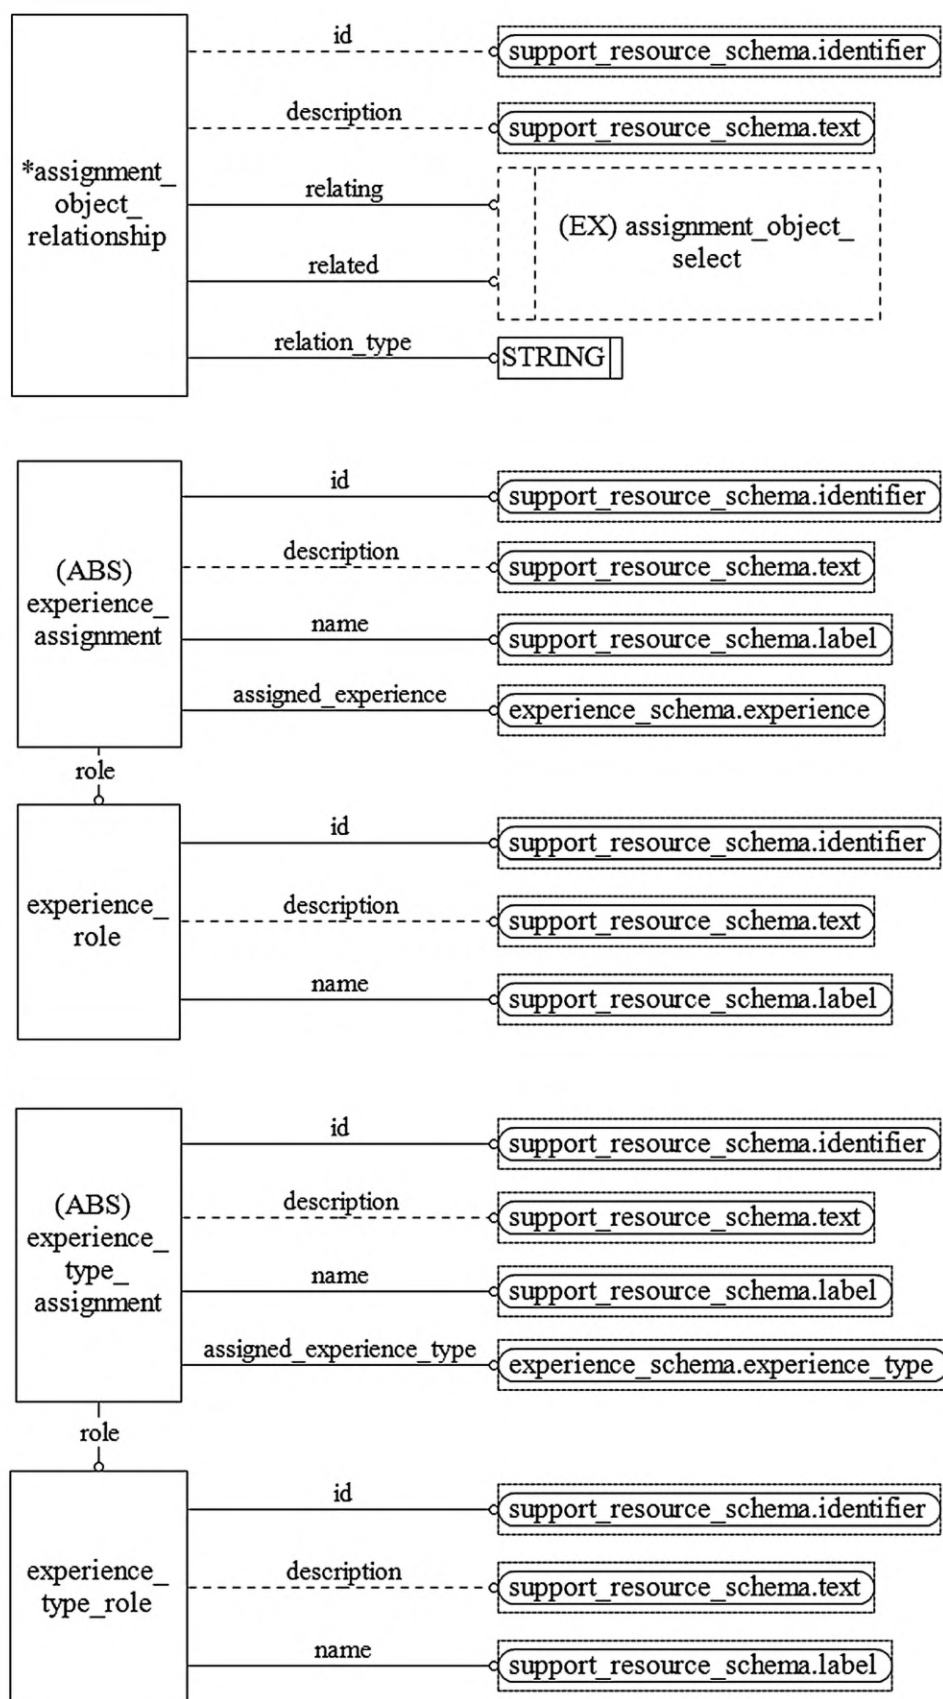 id
support_resource_schema.identifier
description
support_resource_schema.text
*assignment_
object_
relationship
relating
(EX) assignment_object_
select
related
relation_type
STRING
id
support_resource_schema.identifier
description
support_resource_schema.text
(ABS)
experience_
assignment
name
support_resource_schema.label
assigned_experience
experience_schema.experience
role
id
support_resource_schema.identifier
experience_
role
description
support_resource_schema.text
name
support_resource_schema.label
id
support_resource_schema.identifier
description
support_resource_schema.text
(ABS)
experience_
type_
assignment
name
support_resource_schema.label
assigned_experience_type
experience_schema.experience_type
role
id
support_resource_schema.identifier
experience_
type_role
description
support_resource_schema.text
name
support_resource_schema.label